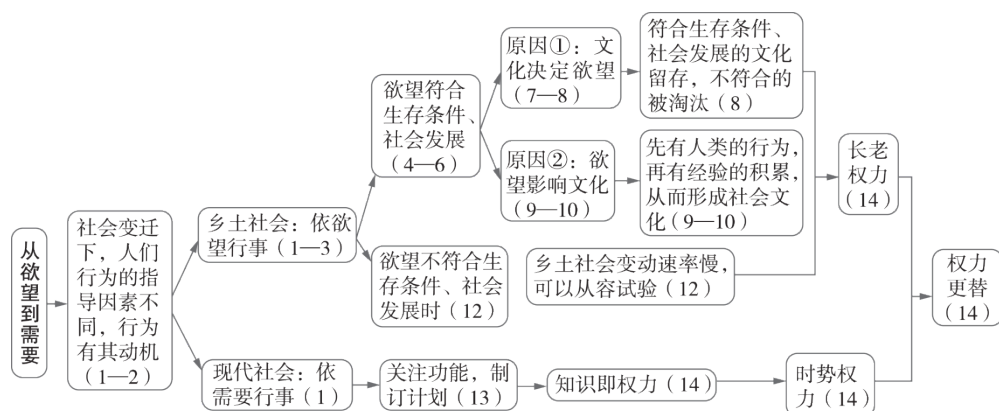 从欲望到需要
社会变迁
下，人们
行为的指
导因素不
同，行为
有其动机
（1—2）
乡土社会：依欲
望行事（1—3）
欲望符合
生存条件、
社会发展
（4—6）
原因①：文
化决定欲望
（7—8）
符合生存条件、
社会发展的文化
留存，不符合的
被淘汰（8）
原因②：欲
望影响文化
（9—10）
先有人类的行为，
再有经验的积累，
从而形成社会文
化（9—10）
欲望不符合生
存条件、社会
发展时（12）
乡土社会变动速率慢，
可以从容试验（12）
长老
权力
（14）
现代社会：依
需要行事（1）
关注功能，制
订计划（13）
知识即权力（14）
时势权
力（14）
权力
更替
（14）